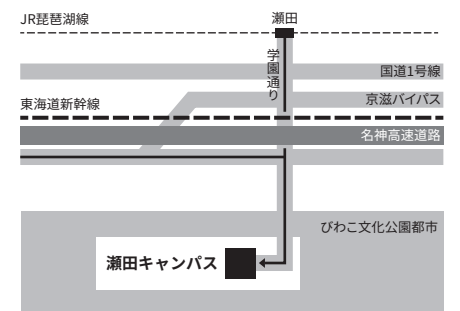 JR琵琶湖線
瀬田
学園通り
国道1号線
京滋バイパス
東海道新幹線
名神高速道路
びわこ文化公園都市
瀬田キャンパス